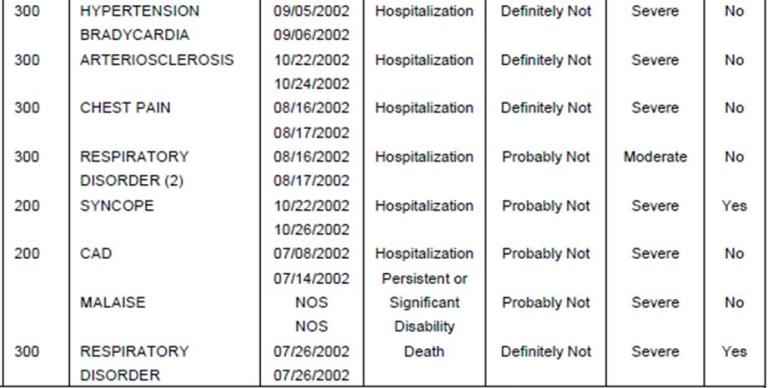 300 HYPERTENSION 09/05/2002 Hospitalization Definitely Not Severe No
BRADYCARDIA 09/06/2002
300 ARTERIOSCLEROSIS 10/22/2002 Hospitalization Definitely Not Severe No
10/24/2002
300 CHEST PAIN 08/16/2002 Hospitalization Definitely Not Severe No
08/17/2002
300 RESPIRATORY 08/16/2002 Hospitalization Probably Not Moderate No
DISORDER (2) 08/17/2002
200 SYNCOPE 10/22/2002 Hospitalization Probably Not Severe Yes
10/26/2002
200 CAD 07/08/2002 Hospitalization Probably Not Severe No
07/14/2002 Persistent or
MALAISE NOS Significant Probably Not Severe No
NOS Disability
300 RESPIRATORY 07/26/2002 Death Definitely Not Severe Yes
DISORDER 07/26/2002